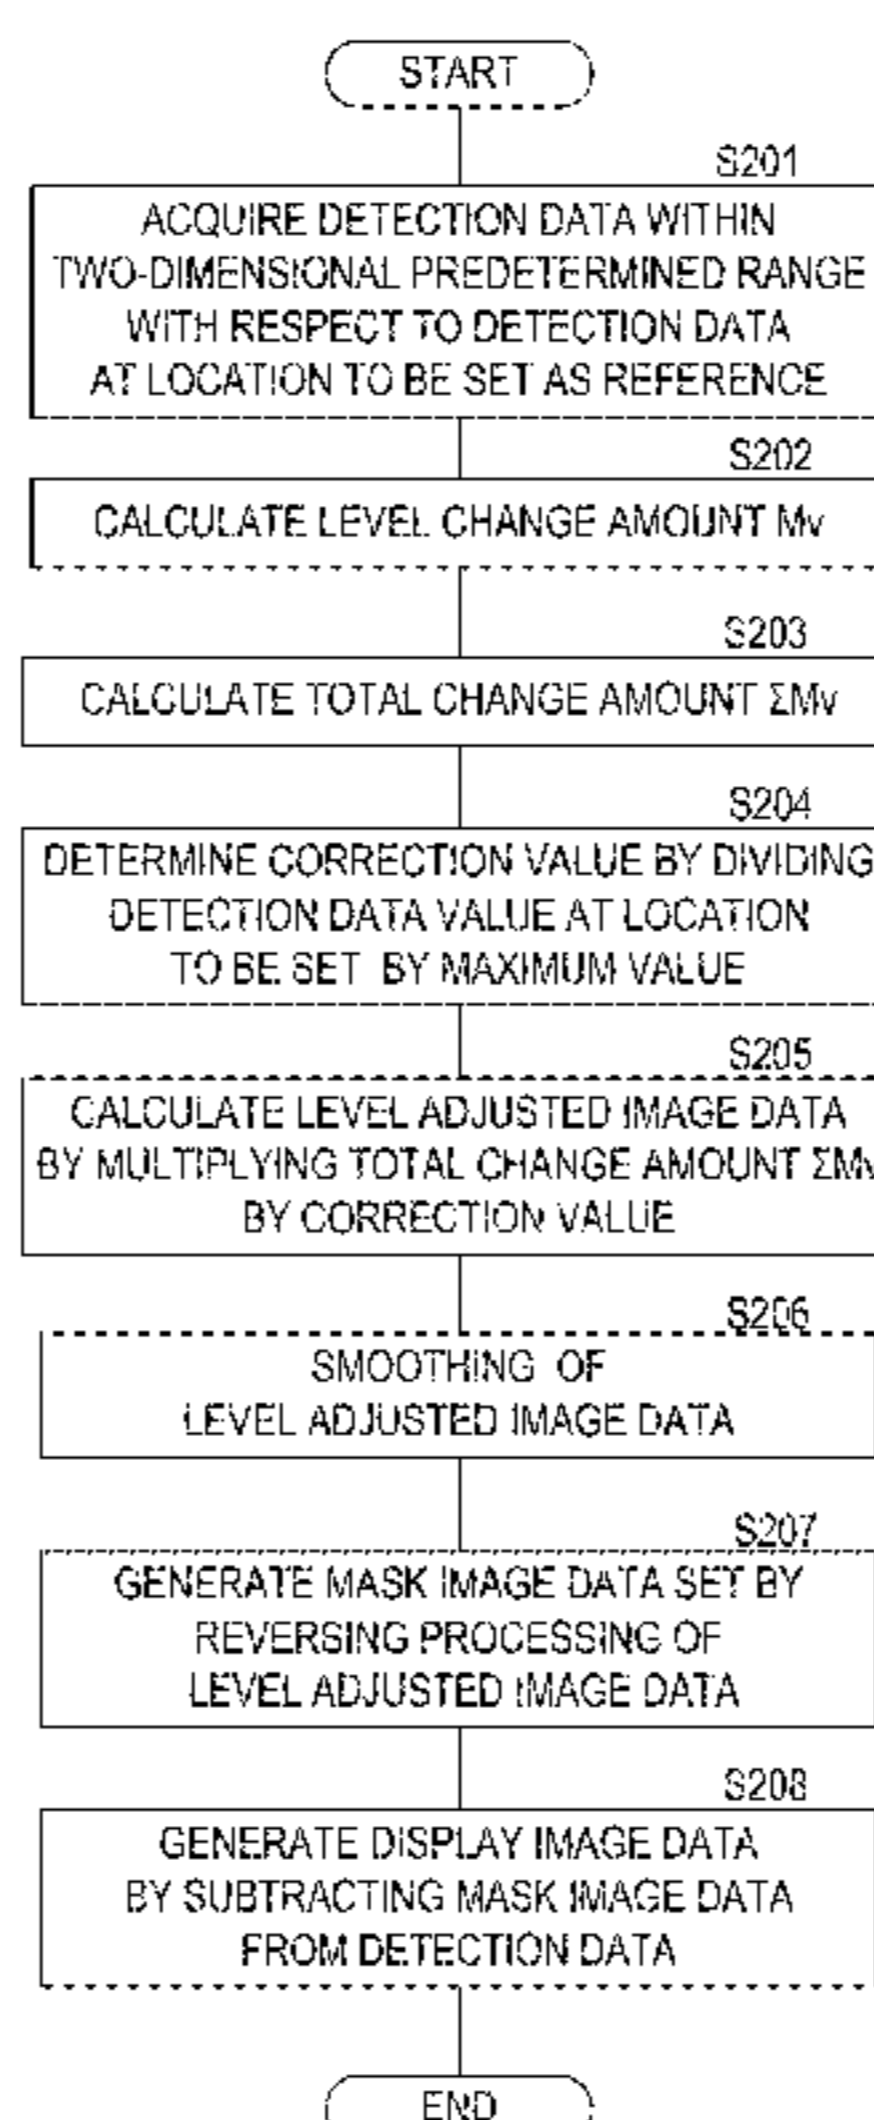 START
S201
ACQUIRE DETECTION DATA WITHIN
TWO-DIMENSIONAL PREDETERMINED RANGE
WITH RESPECT TO DETECTION DATA
AT LOCATION TO BE SET AS REFERENCE
S202
CALCULATE LEVEL CHANGE AMOUNT Mv
S203
CALCULATE TOTAL CHANGE AMOUNT ΣMv
S204
DETERMINE CORRECTION VALUE BY DIVIDING
DETECTION DATA VALUE AT LOCATION
TO BE SET BY MAXIMUM VALUE
S205
CALCULATE LEVEL ADJUSTED IMAGE DATA
BY MULTIPLYING TOTAL CHANGE AMOUNT ΣMv
BY CORRECTION VALUE
S206
SMOOTHING OF
LEVEL ADJUSTED IMAGE DATA
S207
GENERATE MASK IMAGE DATA SET BY
REVERSING PROCESSING OF
LEVEL ADJUSTED IMAGE DATA
S208
GENERATE DISPLAY IMAGE DATA
BY SUBTRACTING MASK IMAGE DATA
FROM DETECTION DATA
END